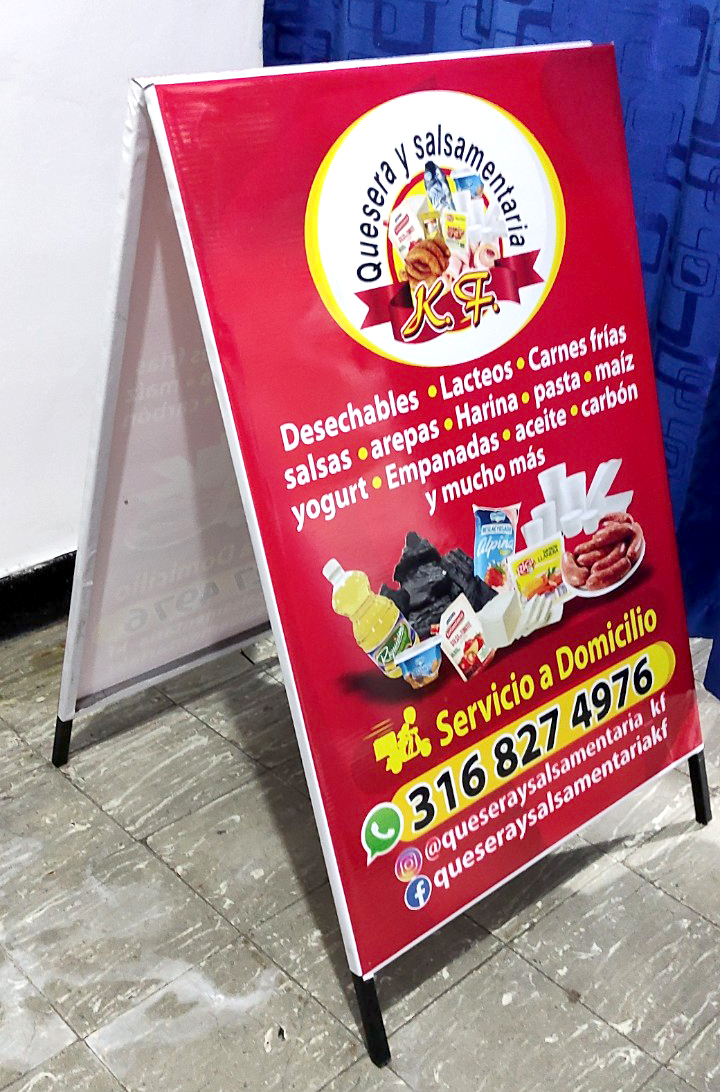 Quesera y salsamentaria
K.F.
Desechables • Lacteos • Carnes frías
salsas • arepas • Harina • pasta • maíz
yogurt • Empanadas • aceite • carbón
y mucho más
Alpina
Servicio a Domicilio
316 827 4976
@queseraysalsamentaria_kf
queseraysalsamentariakf